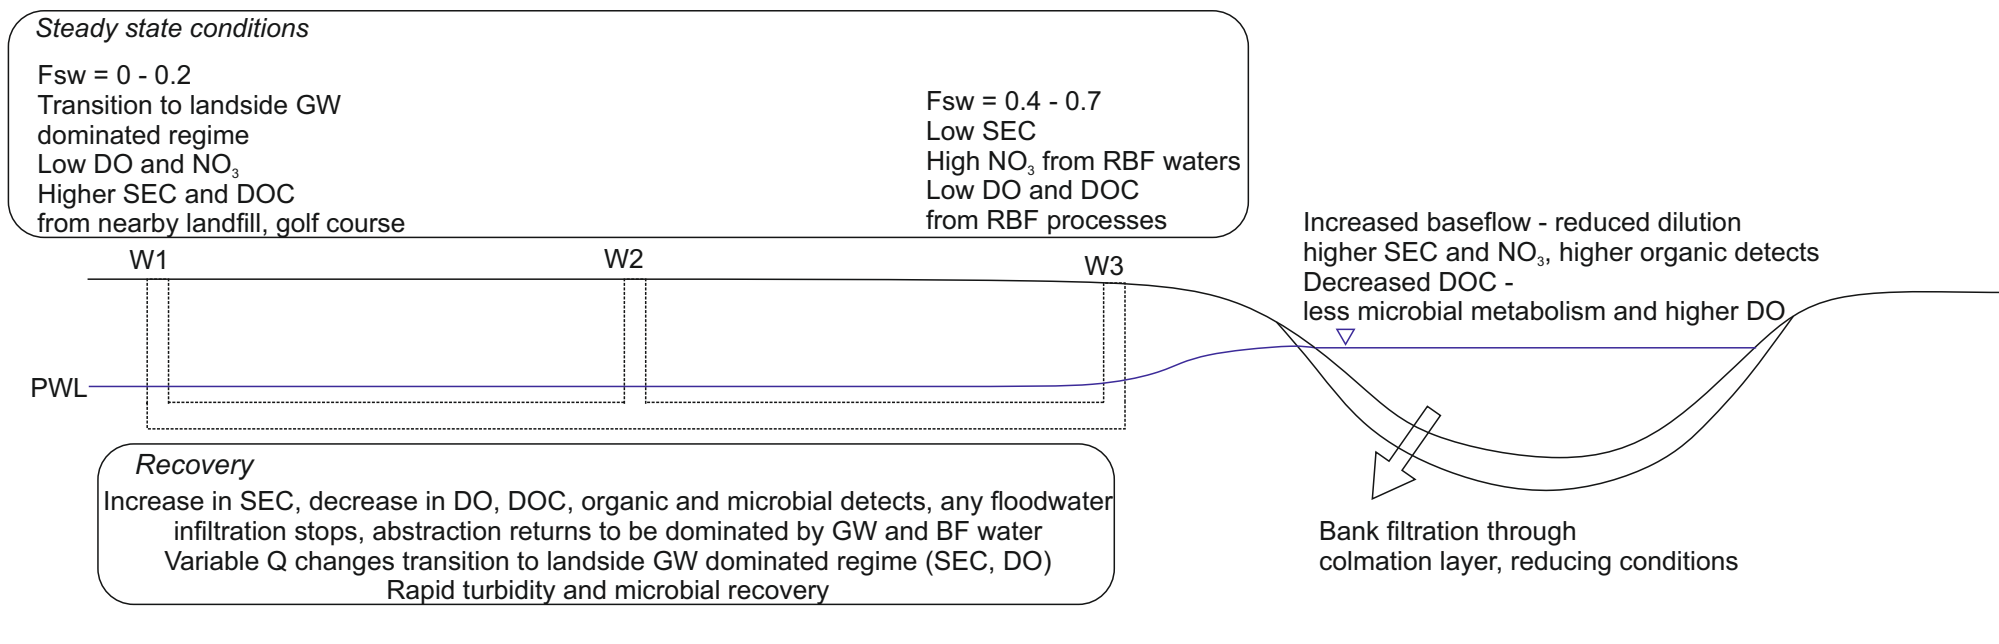 Steady state conditions
Fsw = 0 - 0.2
Transition to landside GW
dominated regime
Low DO and NO₃
Higher SEC and DOC
from nearby landfill, golf course
Fsw = 0.4 - 0.7
Low SEC
High NO₃ from RBF waters
Low DO and DOC
from RBF processes
Increased baseflow - reduced dilution
higher SEC and NO₃, higher organic detects
Decreased DOC -
less microbial metabolism and higher DO
W1
W2
W3
PWL
Recovery
Increase in SEC, decrease in DO, DOC, organic and microbial detects, any floodwater
infiltration stops, abstraction returns to be dominated by GW and BF water
Variable Q changes transition to landside GW dominated regime (SEC, DO)
Rapid turbidity and microbial recovery
Bank filtration through
colmation layer, reducing conditions